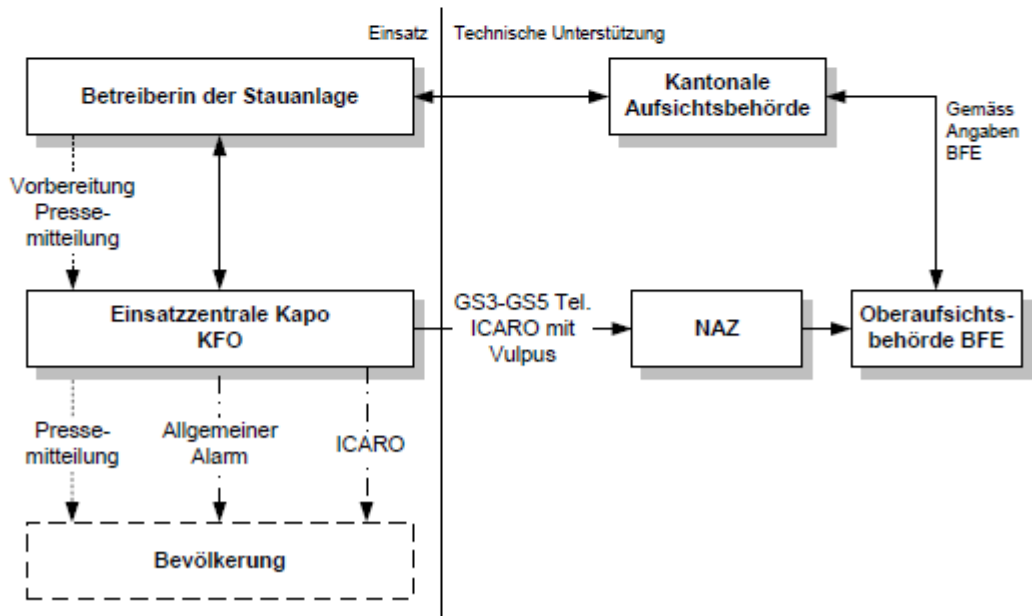 Einsatz
Technische Unterstützung
Betreiberin der Stauanlage
Kantonale
Aufsichtsbehörde
Gemäss
Angaben
BFE
Vorbereitung
Presse-
mitteilung
Einsatzzentrale Kapo
KFO
GS3-GS5 Tel.
ICARO mit
Vulpus
NAZ
Oberaufsichts-
behörde BFE
Presse-
mitteilung
Allgemeiner
Alarm
ICARO
Bevölkerung